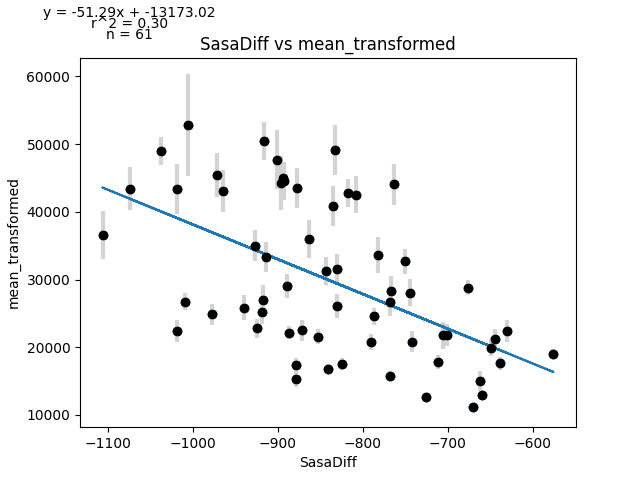 y = -51.29x + -13173.02
r^2 = 0.30
n = 61
SasaDiff vs mean_transformed
60000
50000
40000
30000
20000
10000
mean_transformed
−1100 −1000 −900 −800 −700 −600
SasaDiff